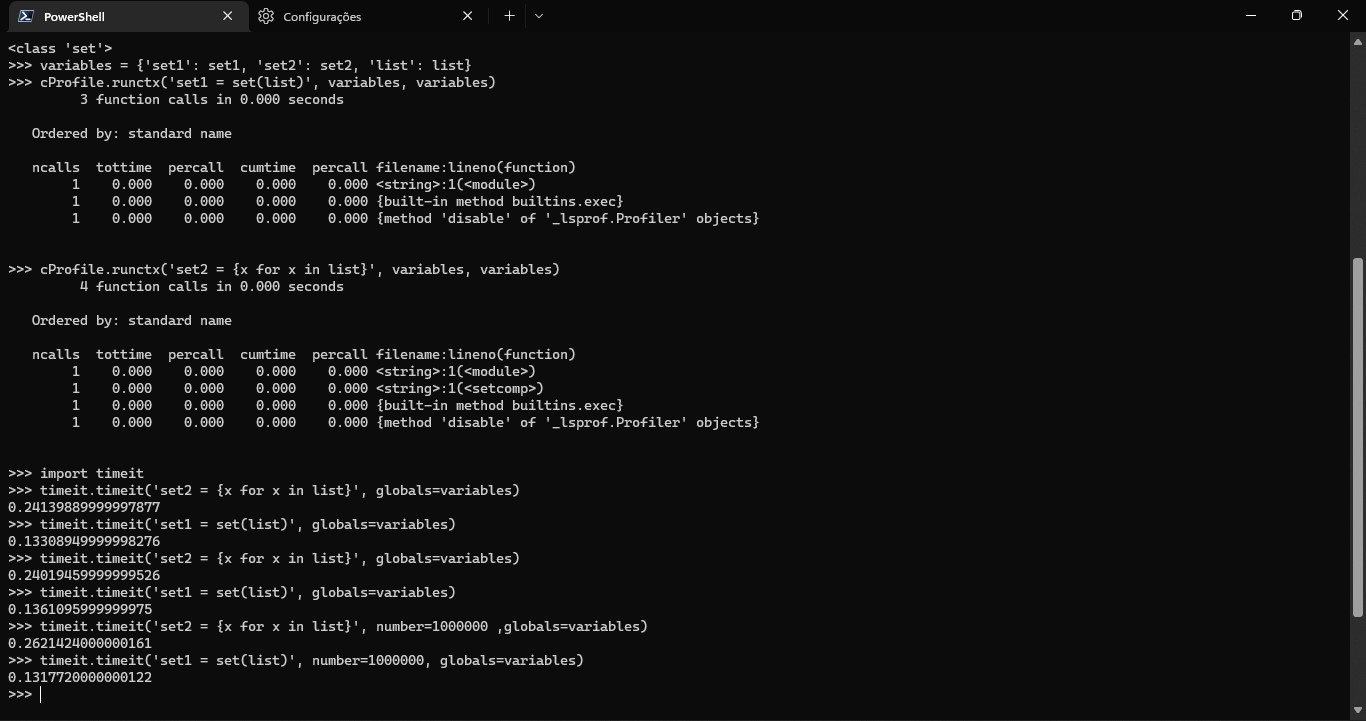 PowerShell
Configurações
<class 'set'>
>>> variables = {'set1': set1, 'set2': set2, 'list': list}
>>> cProfile.runctx('set1 = set(list)', variables, variables)
         3 function calls in 0.000 seconds
   Ordered by: standard name
   ncalls  tottime  percall  cumtime  percall filename:lineno(function)
        1    0.000    0.000    0.000    0.000 <string>:1(<module>)
        1    0.000    0.000    0.000    0.000 {built-in method builtins.exec}
        1    0.000    0.000    0.000    0.000 {method 'disable' of '_lsprof.Profiler' objects}
>>> cProfile.runctx('set2 = {x for x in list}', variables, variables)
         4 function calls in 0.000 seconds
   Ordered by: standard name
   ncalls  tottime  percall  cumtime  percall filename:lineno(function)
        1    0.000    0.000    0.000    0.000 <string>:1(<module>)
        1    0.000    0.000    0.000    0.000 <string>:1(<setcomp>)
        1    0.000    0.000    0.000    0.000 {built-in method builtins.exec}
        1    0.000    0.000    0.000    0.000 {method 'disable' of '_lsprof.Profiler' objects}
>>> import timeit
>>> timeit.timeit('set2 = {x for x in list}', globals=variables)
0.24139889999997877
>>> timeit.timeit('set1 = set(list)', globals=variables)
0.13308949999998276
>>> timeit.timeit('set2 = {x for x in list}', globals=variables)
0.24019459999999526
>>> timeit.timeit('set1 = set(list)', globals=variables)
0.1361095999999975
>>> timeit.timeit('set2 = {x for x in list}', number=1000000 ,globals=variables)
0.2621424000000161
>>> timeit.timeit('set1 = set(list)', number=1000000, globals=variables)
0.1317720000000122
>>>